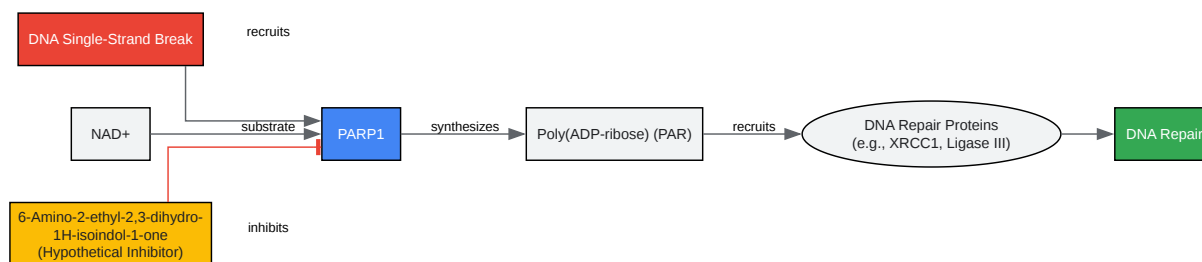 DNA Single-Strand Break
recruits
NAD+
substrate
PARP1
synthesizes
Poly(ADP-ribose) (PAR)
recruits
DNA Repair Proteins
(e.g., XRCC1, Ligase III)
DNA Repair
6-Amino-2-ethyl-2,3-dihydro-
1H-isoindol-1-one
(Hypothetical Inhibitor)
inhibits